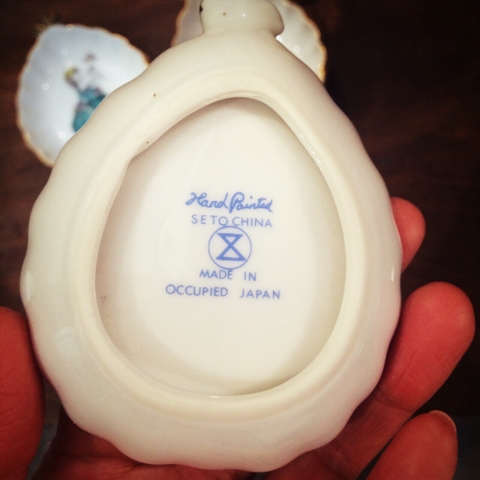 Hand Painted
SETO CHINA
MADE IN
OCCUPIED JAPAN